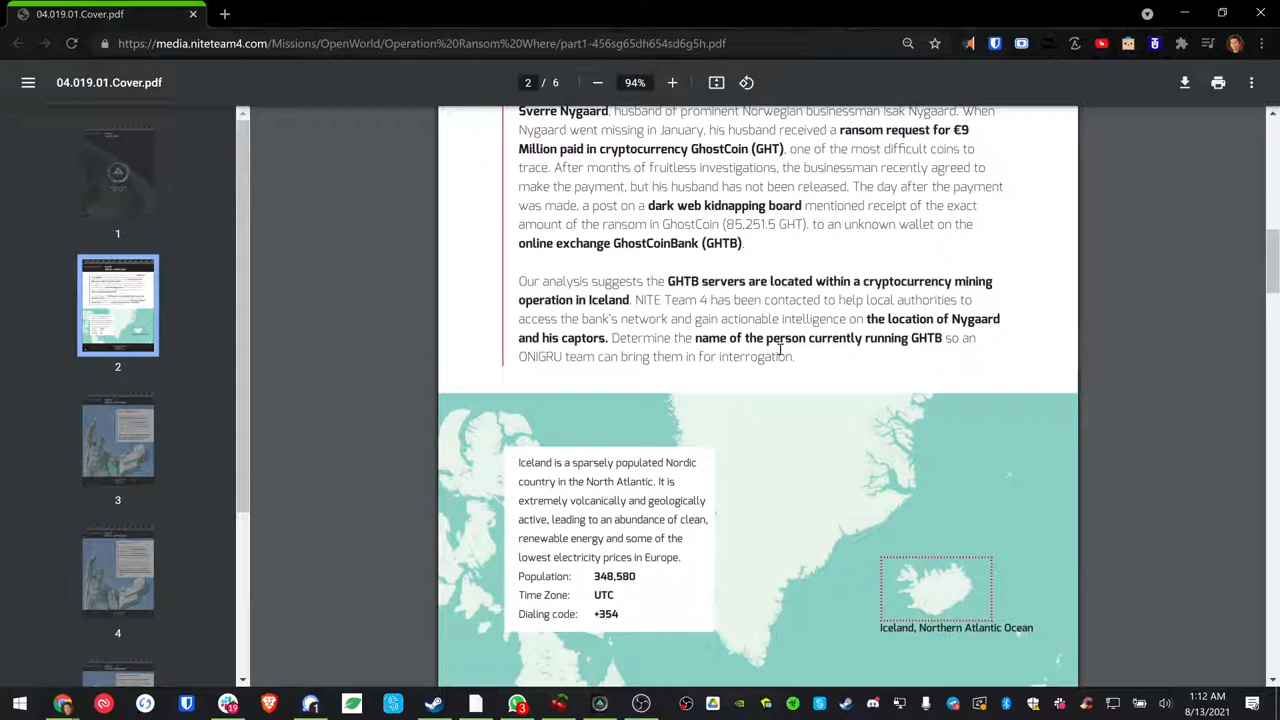 04.019.01.Cover.pdf
https://media.niteteam4.com/Missions/OpenWorld/Operation%20Ransom%20Where/part1-456sg65dh654sd6g5h.pdf
04.019.01.Cover.pdf
2 / 6
94%
1
2
3
4
Sverre Nygaard, husband of prominent Norwegian businessman Isak Nygaard. When
Nygaard went missing in January, his husband received a ransom request for €9
Million paid in cryptocurrency GhostCoin (GHT), one of the most difficult coins to
trace. After months of fruitless investigations, the businessman recently agreed to
make the payment, but his husband has not been released. The day after the payment
was made, a post on a dark web kidnapping board mentioned receipt of the exact
amount of the ransom in GhostCoin (85,251.5 GHT), to an unknown wallet on the
online exchange GhostCoinBank (GHTB).
Our analysis suggests the GHTB servers are located within a cryptocurrency mining
operation in Iceland. NITE Team 4 has been contacted to help local authorities to
access the bank's network and gain actionable intelligence on the location of Nygaard
and his captors. Determine the name of the person currently running GHTB so an
ONIGRU team can bring them in for interrogation.
Iceland is a sparsely populated Nordic
country in the North Atlantic. It is
extremely volcanically and geologically
active, leading to an abundance of clean,
renewable energy and some of the
lowest electricity prices in Europe.
Population: 348,580
Time Zone: UTC
Dialing code: +354
Iceland, Northern Atlantic Ocean
19
3
1:12 AM
8/13/2021